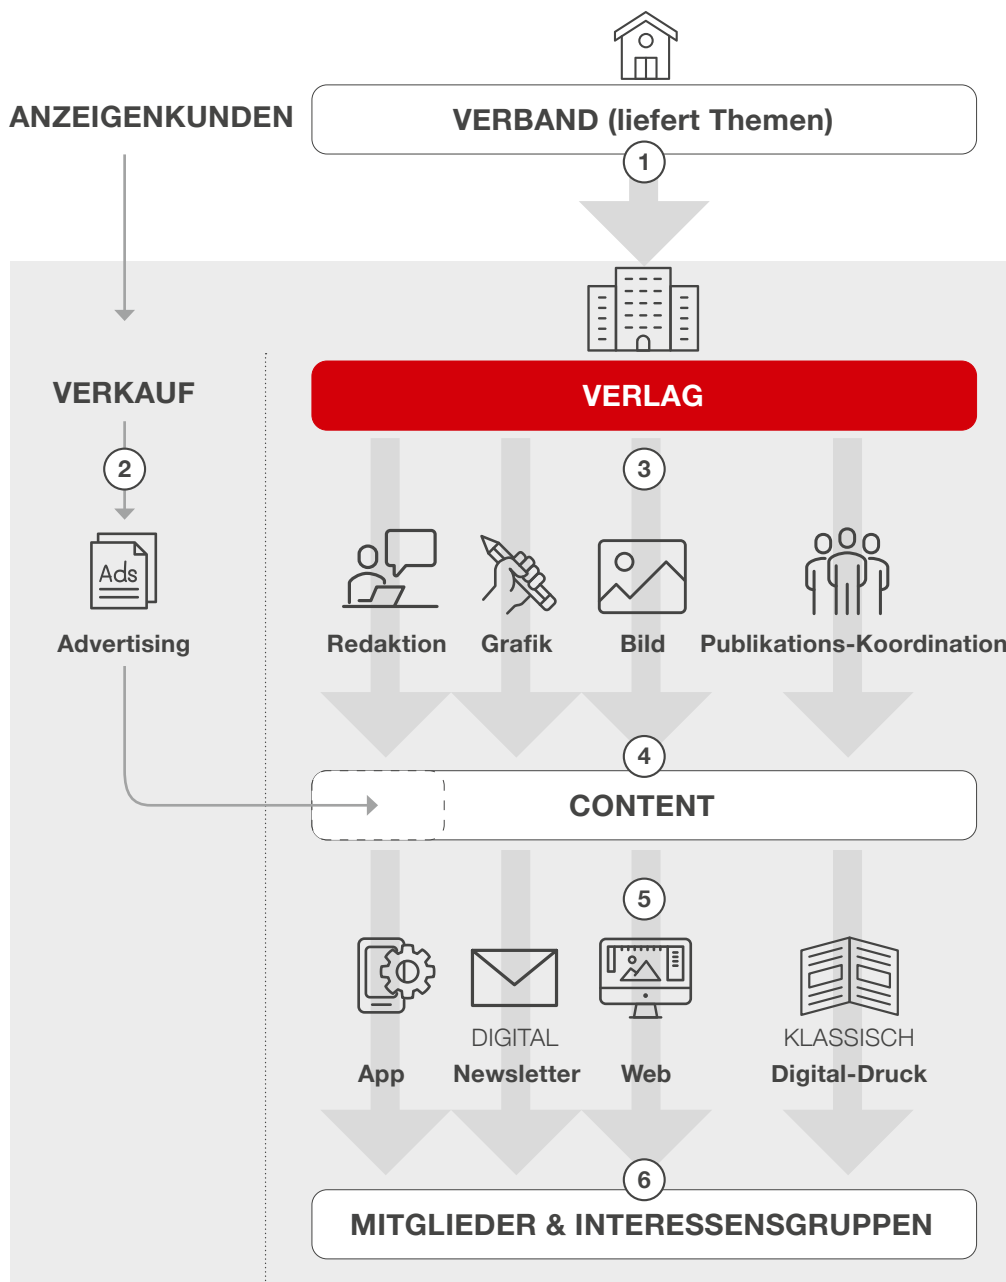 ANZEIGENKUNDEN
VERBAND (liefert Themen)
1
VERKAUF
VERLAG
2
3
Ads
Advertising
Redaktion
Grafik
Bild
Publikations-Koordination
4
CONTENT
5
DIGITAL
KLASSISCH
App
Newsletter
Web
Digital-Druck
6
MITGLIEDER & INTERESSENSGRUPPEN